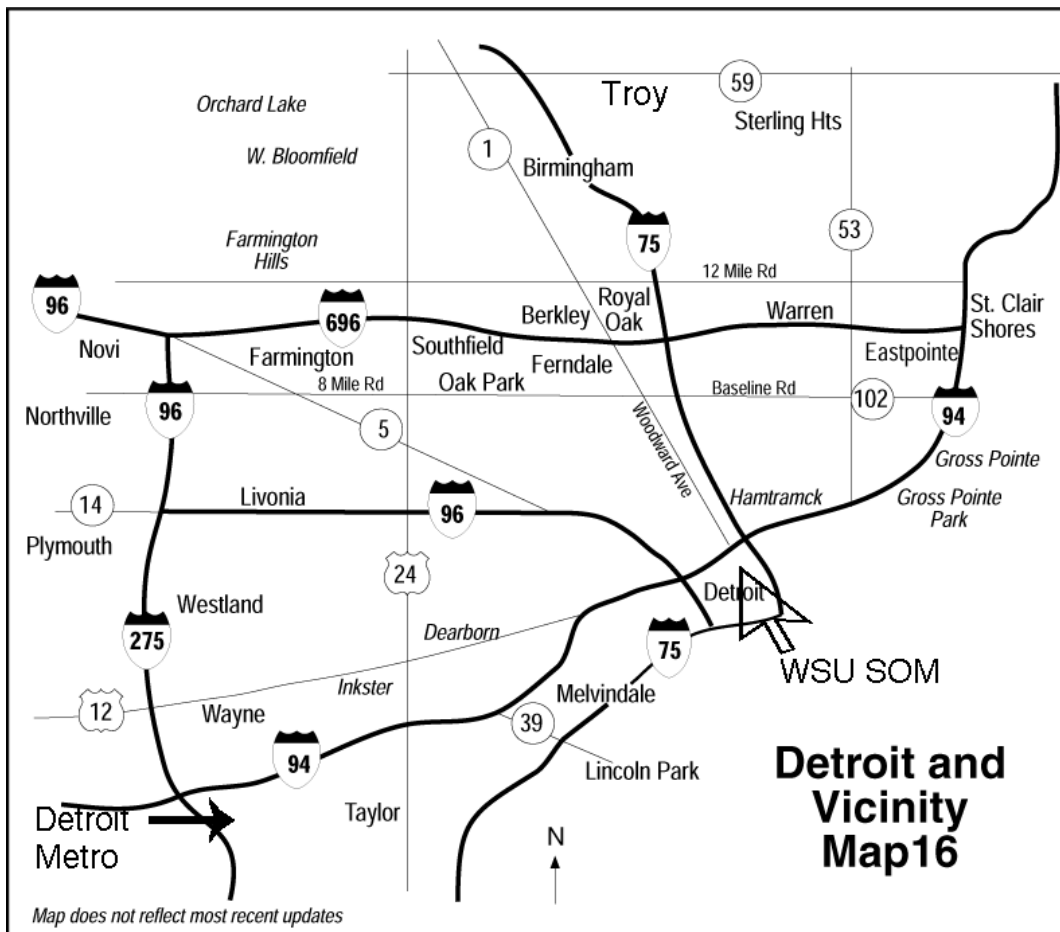 Troy
59
Orchard Lake
Sterling Hts
1
W. Bloomfield
Birmingham
53
75
Farmington
Hills
12 Mile Rd
96
696
Berkley
Royal
Oak
Warren
St. Clair
Shores
Novi
Farmington
Southfield
Ferndale
Eastpointe
8 Mile Rd
Oak Park
Baseline Rd
102
Northville
96
5
94
Woodward Ave
Gross Pointe
14
Livonia
96
Hamtramck
Gross Pointe
Park
Plymouth
24
Westland
Detroit
275
Dearborn
75
WSU SOM
12
Wayne
Inkster
Melvindale
39
94
Lincoln Park
Detroit and
Vicinity
Map16
Detroit
Metro
Taylor
N
Map does not reflect most recent updates